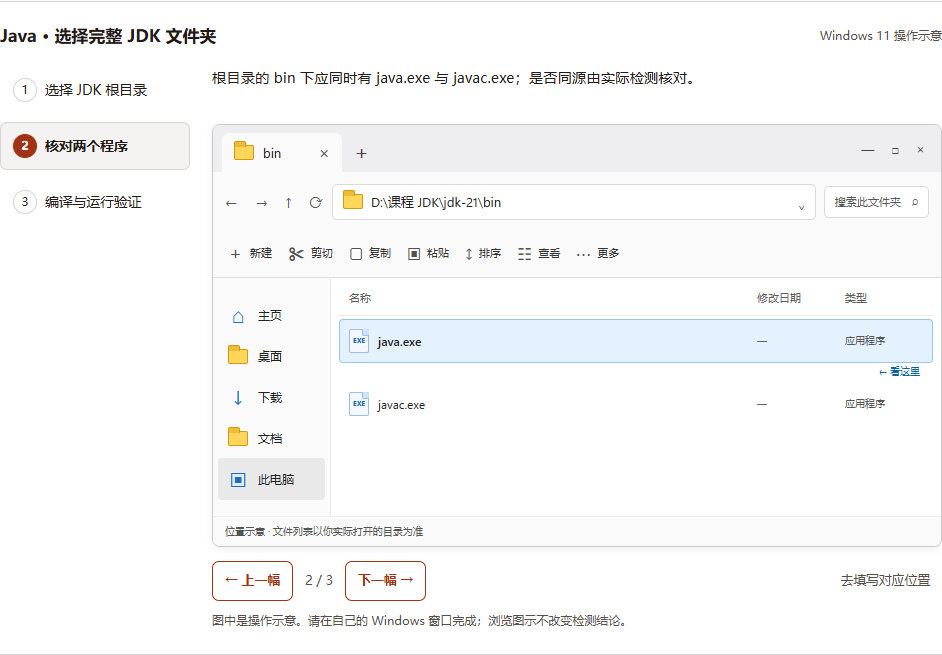 Java • 选择完整 JDK 文件夹
Windows 11 操作示意
1 选择 JDK 根目录
2 核对两个程序
3 编译与运行验证
根目录的 bin 下应同时有 java.exe 与 javac.exe；是否同源由实际检测核对。
bin × +
— □ ×
← → ↑ ⟳ D:\课程 JDK\jdk-21\bin ⌄ 搜索此文件夹 ⌕
+ 新建 ✂ 剪切 ▢ 复制 ▣ 粘贴 ↕ 排序 ☷ 查看 ⋯ 更多
主页
桌面
下载
文档
此电脑
名称 修改日期 类型
EXE java.exe — 应用程序
← 看这里
EXE javac.exe — 应用程序
位置示意 · 文件列表以你实际打开的目录为准
← 上一幅 2 / 3 下一幅 →
去填写对应位置
图中是操作示意。请在自己的 Windows 窗口完成；浏览图示不改变检测结论。